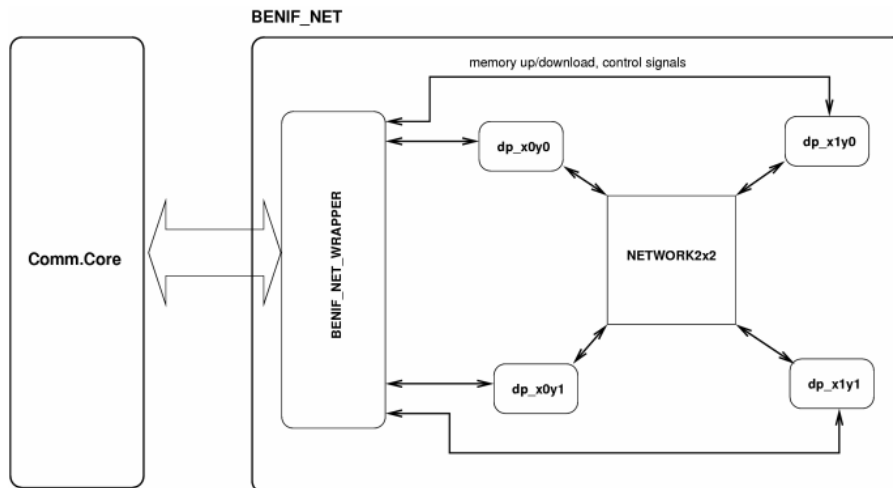 BENIF_NET
memory up/download, control signals
dp_x0y0
dp_x1y0
Comm.Core
BENIF_NET_WRAPPER
NETWORK2x2
dp_x0y1
dp_x1y1